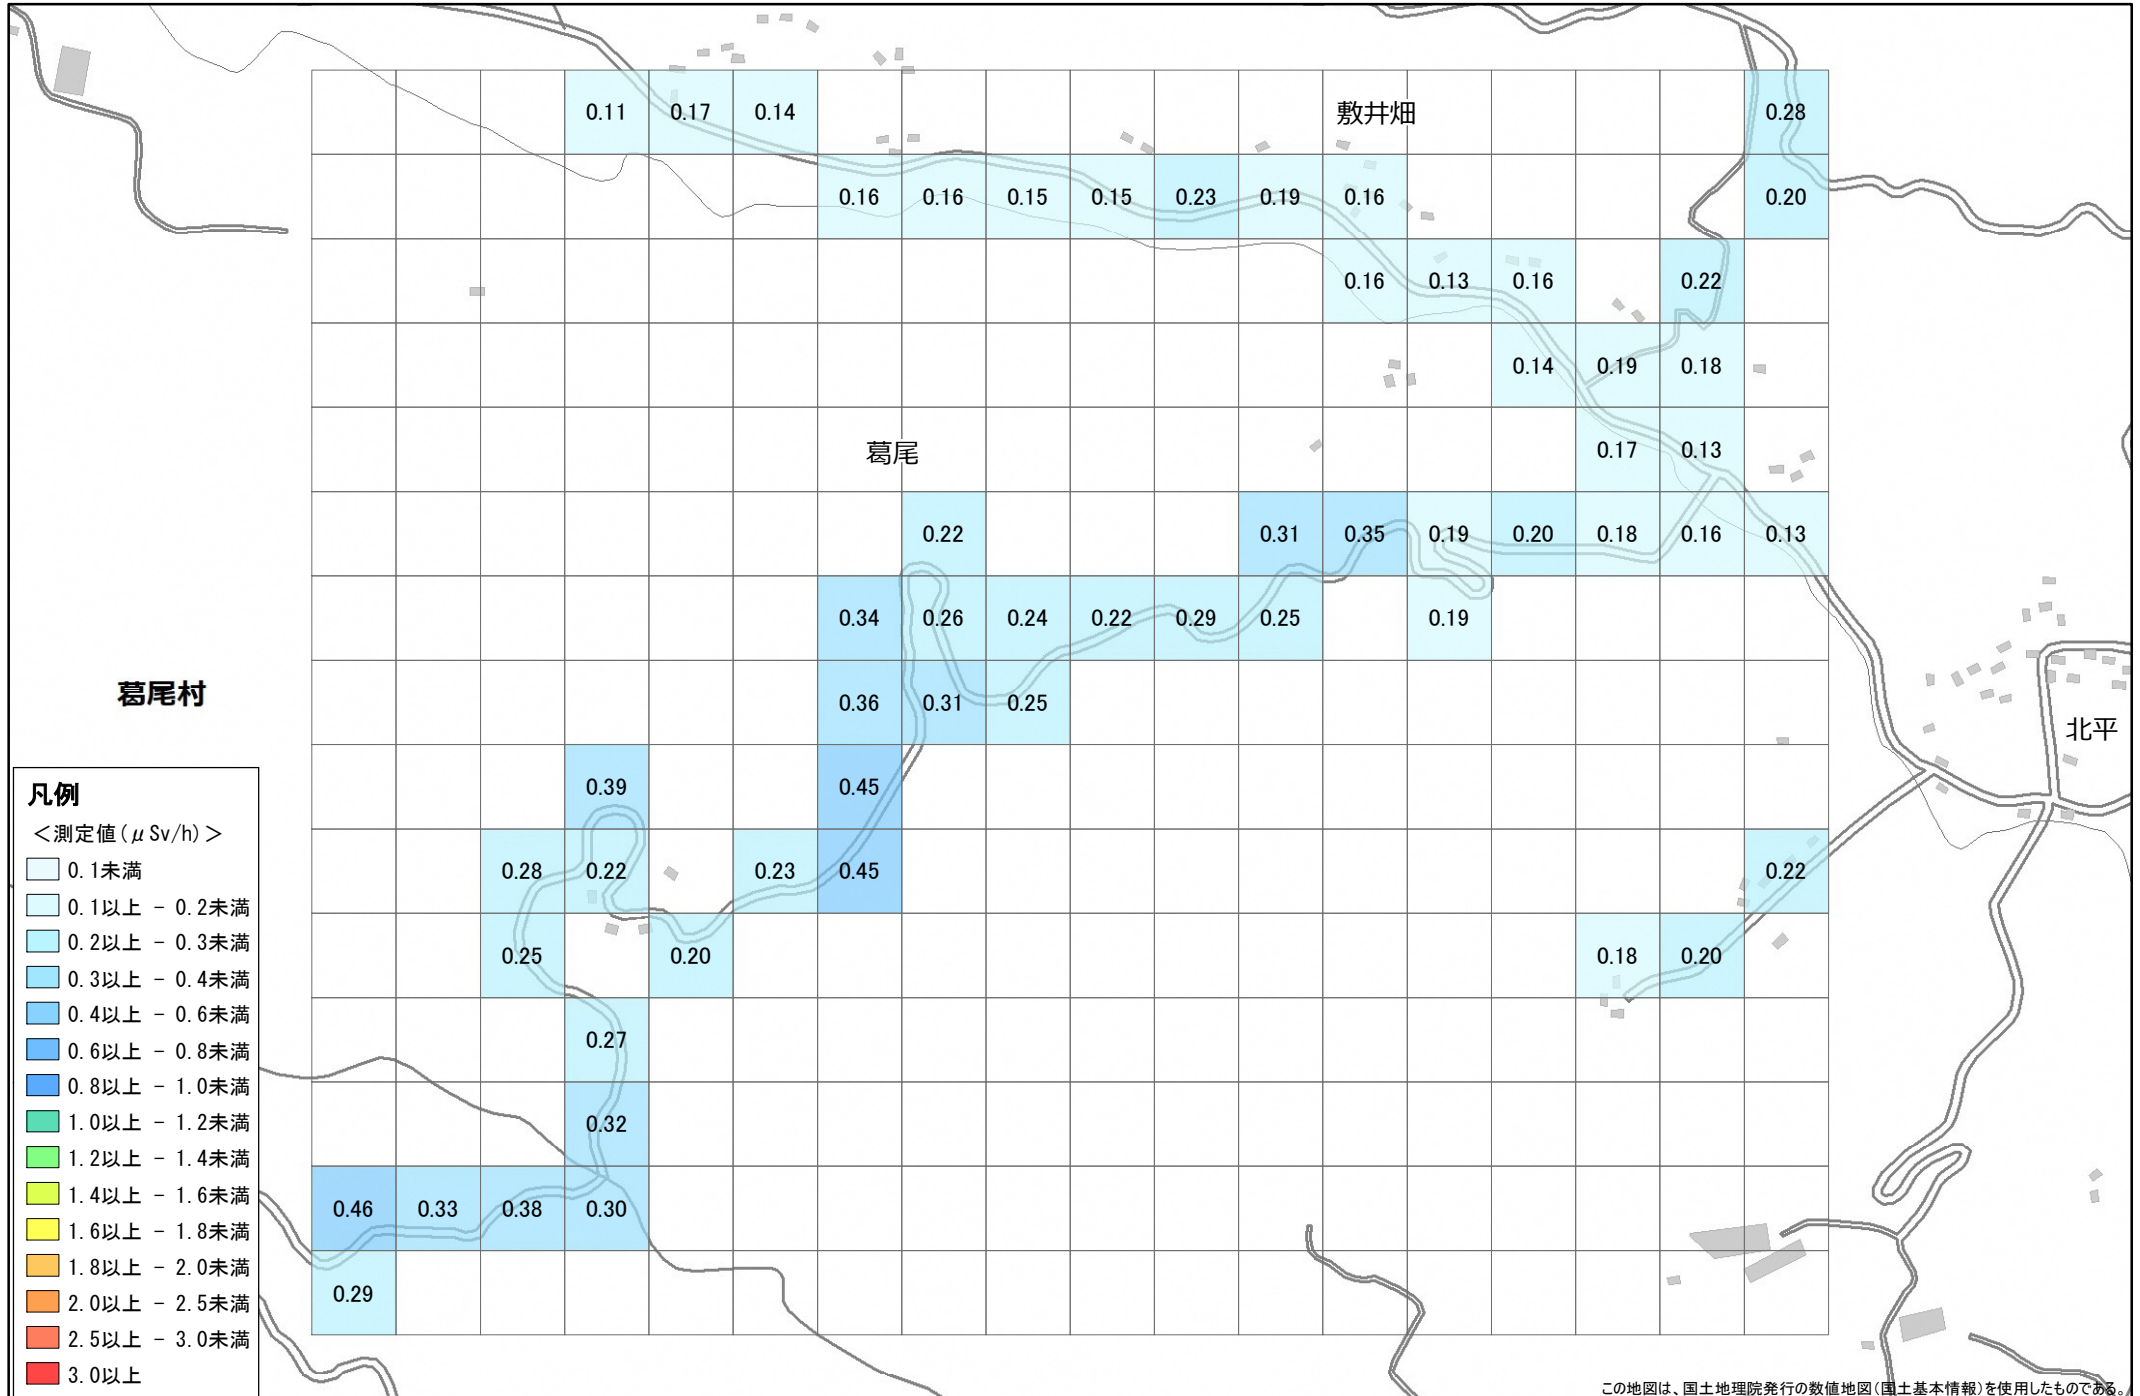 0.11 0.17 0.14 敷井畑 0.28
0.16 0.16 0.15 0.15 0.23 0.19 0.16 0.20
0.16 0.13 0.16 0.22
0.14 0.19 0.18
葛尾 0.17 0.13
0.22 0.31 0.35 0.19 0.20 0.18 0.16 0.13
0.34 0.26 0.24 0.22 0.29 0.25 0.19
葛尾村 0.36 0.31 0.25
北平
0.39 0.45
0.28 0.22 0.23 0.45 0.22
0.25 0.20 0.18 0.20
0.27
0.32
0.46 0.33 0.38 0.30
0.29
凡例
＜測定値(μSv/h)＞
0.1未満
0.1以上 - 0.2未満
0.2以上 - 0.3未満
0.3以上 - 0.4未満
0.4以上 - 0.6未満
0.6以上 - 0.8未満
0.8以上 - 1.0未満
1.0以上 - 1.2未満
1.2以上 - 1.4未満
1.4以上 - 1.6未満
1.6以上 - 1.8未満
1.8以上 - 2.0未満
2.0以上 - 2.5未満
2.5以上 - 3.0未満
3.0以上
この地図は、国土地理院発行の数値地図(国土基本情報)を使用したものである。